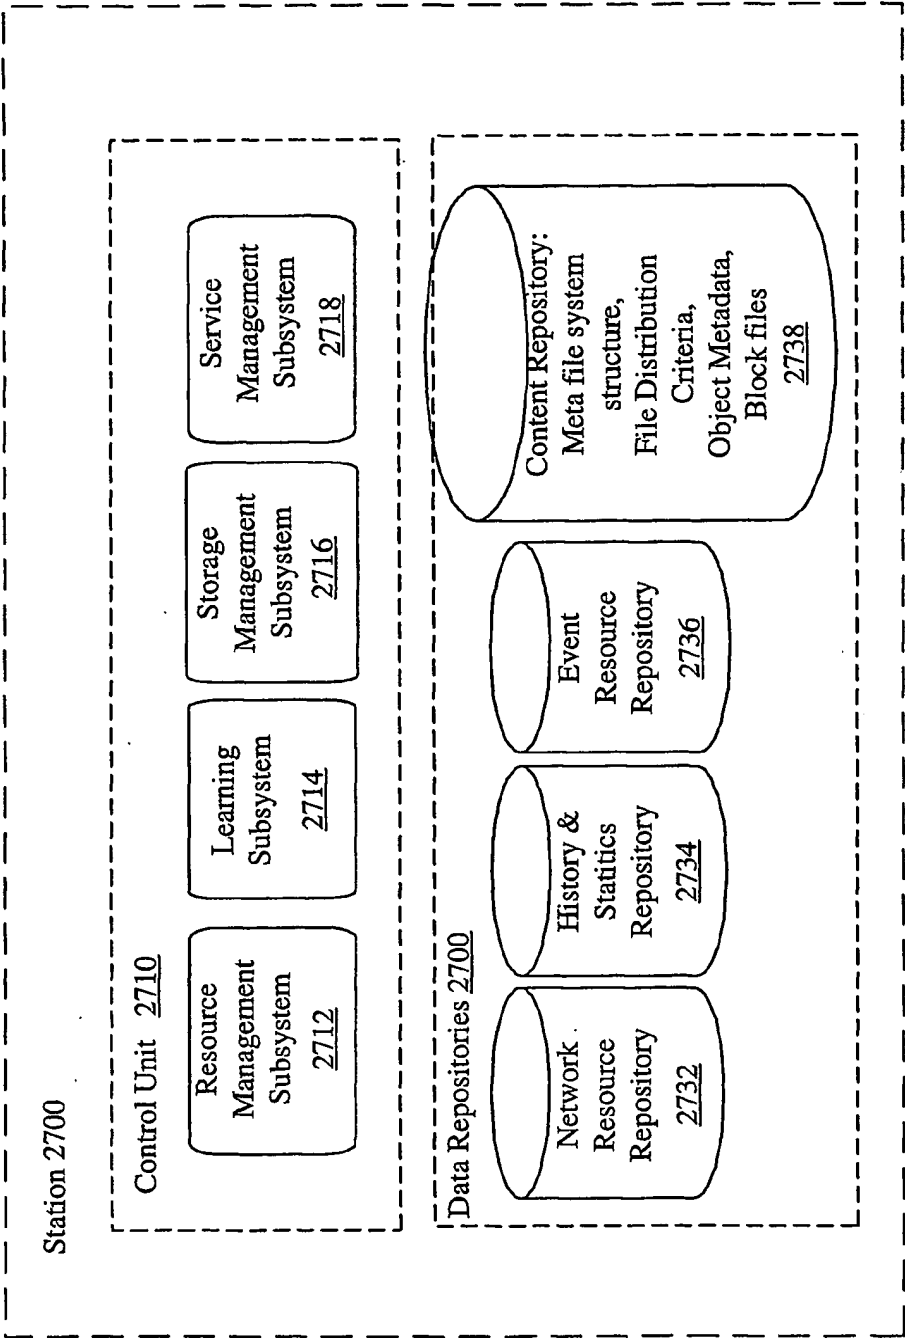 Station 2700
Control Unit 2710
Resource
Management
Subsystem
2712
Learning
Subsystem
2714
Storage
Management
Subsystem
2716
Service
Management
Subsystem
2718
Data Repositories 2700
Network
Resource
Repository
2732
History &
Statitics
Repository
2734
Event
Resource
Repository
2736
Content Repository:
Meta file system
structure,
File Distribution
Criteria,
Object Metadata,
Block files
2738